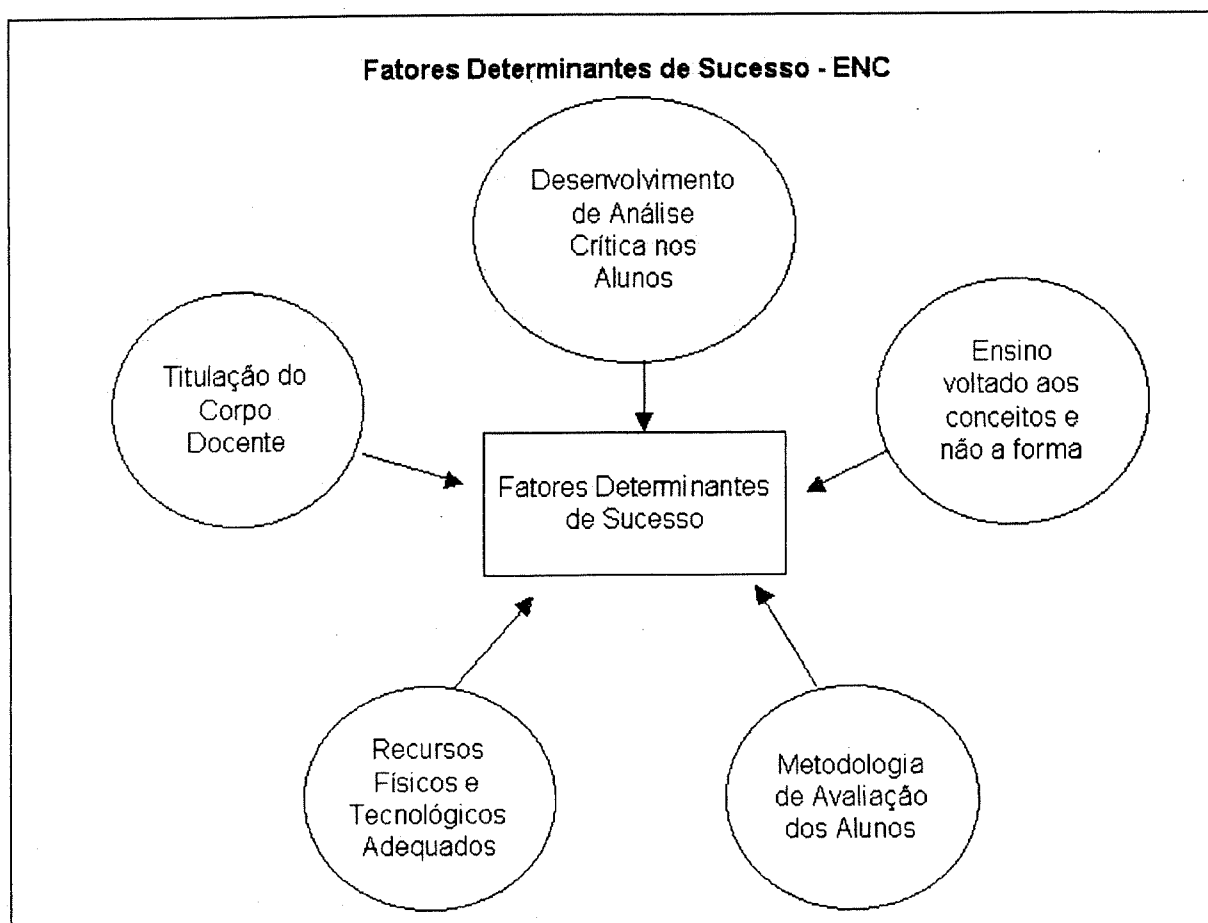 Fatores Determinantes de Sucesso - ENC
Desenvolvimento
de Análise
Crítica nos
Alunos
Titulação do
Corpo
Docente
Ensino
voltado aos
conceitos e
não a forma
Fatores Determinantes
de Sucesso
Recursos
Físicos e
Tecnológicos
Adequados
Metodologia
de Avaliação
dos Alunos